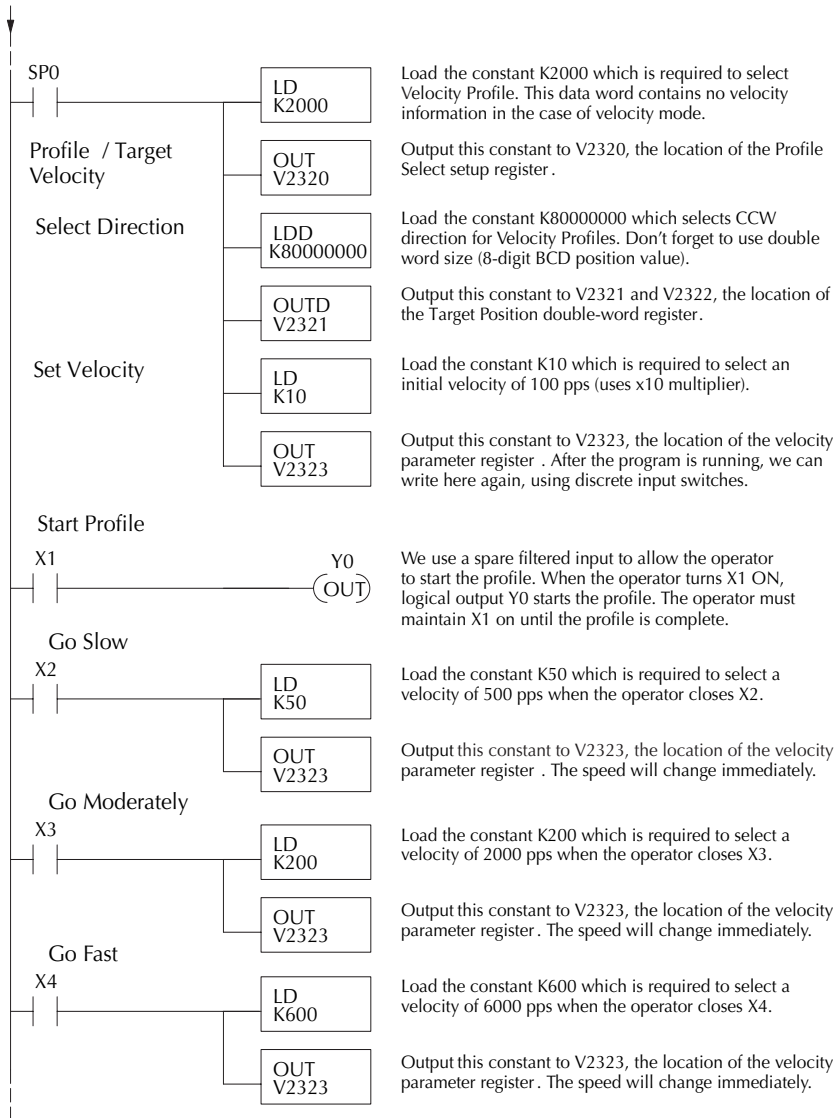 SP0
LD
K2000
Load the constant K2000 which is required to select
Velocity Profile. This data word contains no velocity
information in the case of velocity mode.
Profile / Target
Velocity
OUT
V2320
Output this constant to V2320, the location of the Profile
Select setup register.
Select Direction
LDD
K80000000
Load the constant K80000000 which selects CCW
direction for Velocity Profiles. Don't forget to use double
word size (8-digit BCD position value).
OUTD
V2321
Output this constant to V2321 and V2322, the location of
the Target Position double-word register.
Set Velocity
LD
K10
Load the constant K10 which is required to select an
initial velocity of 100 pps (uses x10 multiplier).
OUT
V2323
Output this constant to V2323, the location of the velocity
parameter register . After the program is running, we can
write here again, using discrete input switches.
Start Profile
X1
Y0
OUT
We use a spare filtered input to allow the operator
to start the profile. When the operator turns X1 ON,
logical output Y0 starts the profile. The operator must
maintain X1 on until the profile is complete.
Go Slow
X2
LD
K50
Load the constant K50 which is required to select a
velocity of 500 pps when the operator closes X2.
OUT
V2323
Output this constant to V2323, the location of the velocity
parameter register . The speed will change immediately.
Go Moderately
X3
LD
K200
Load the constant K200 which is required to select a
velocity of 2000 pps when the operator closes X3.
OUT
V2323
Output this constant to V2323, the location of the velocity
parameter register. The speed will change immediately.
Go Fast
X4
LD
K600
Load the constant K600 which is required to select a
velocity of 6000 pps when the operator closes X4.
OUT
V2323
Output this constant to V2323, the location of the velocity
parameter register. The speed will change immediately.